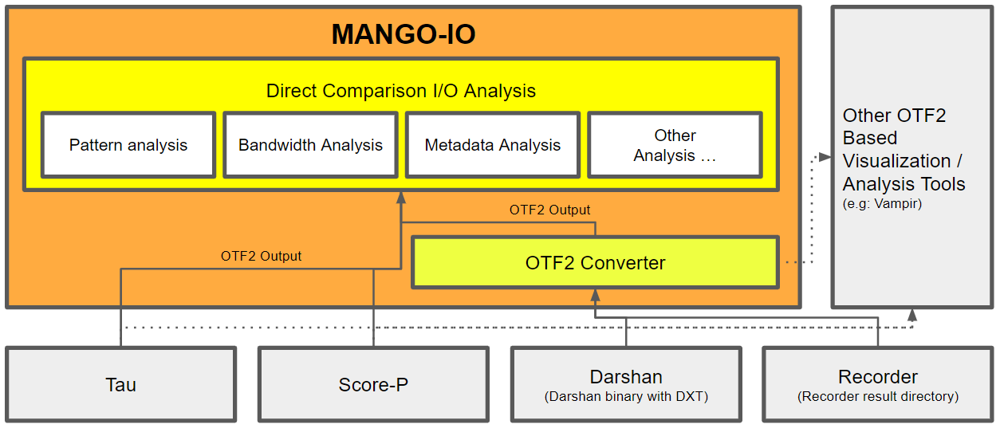 MANGO-IO
Direct Comparison I/O Analysis
Pattern analysis
Bandwidth Analysis
Metadata Analysis
Other
Analysis …
Other OTF2
Based
Visualization /
Analysis Tools
(e.g: Vampir)
OTF2 Output
OTF2 Output
OTF2 Converter
Tau
Score-P
Darshan
(Darshan binary with DXT)
Recorder
(Recorder result directory)